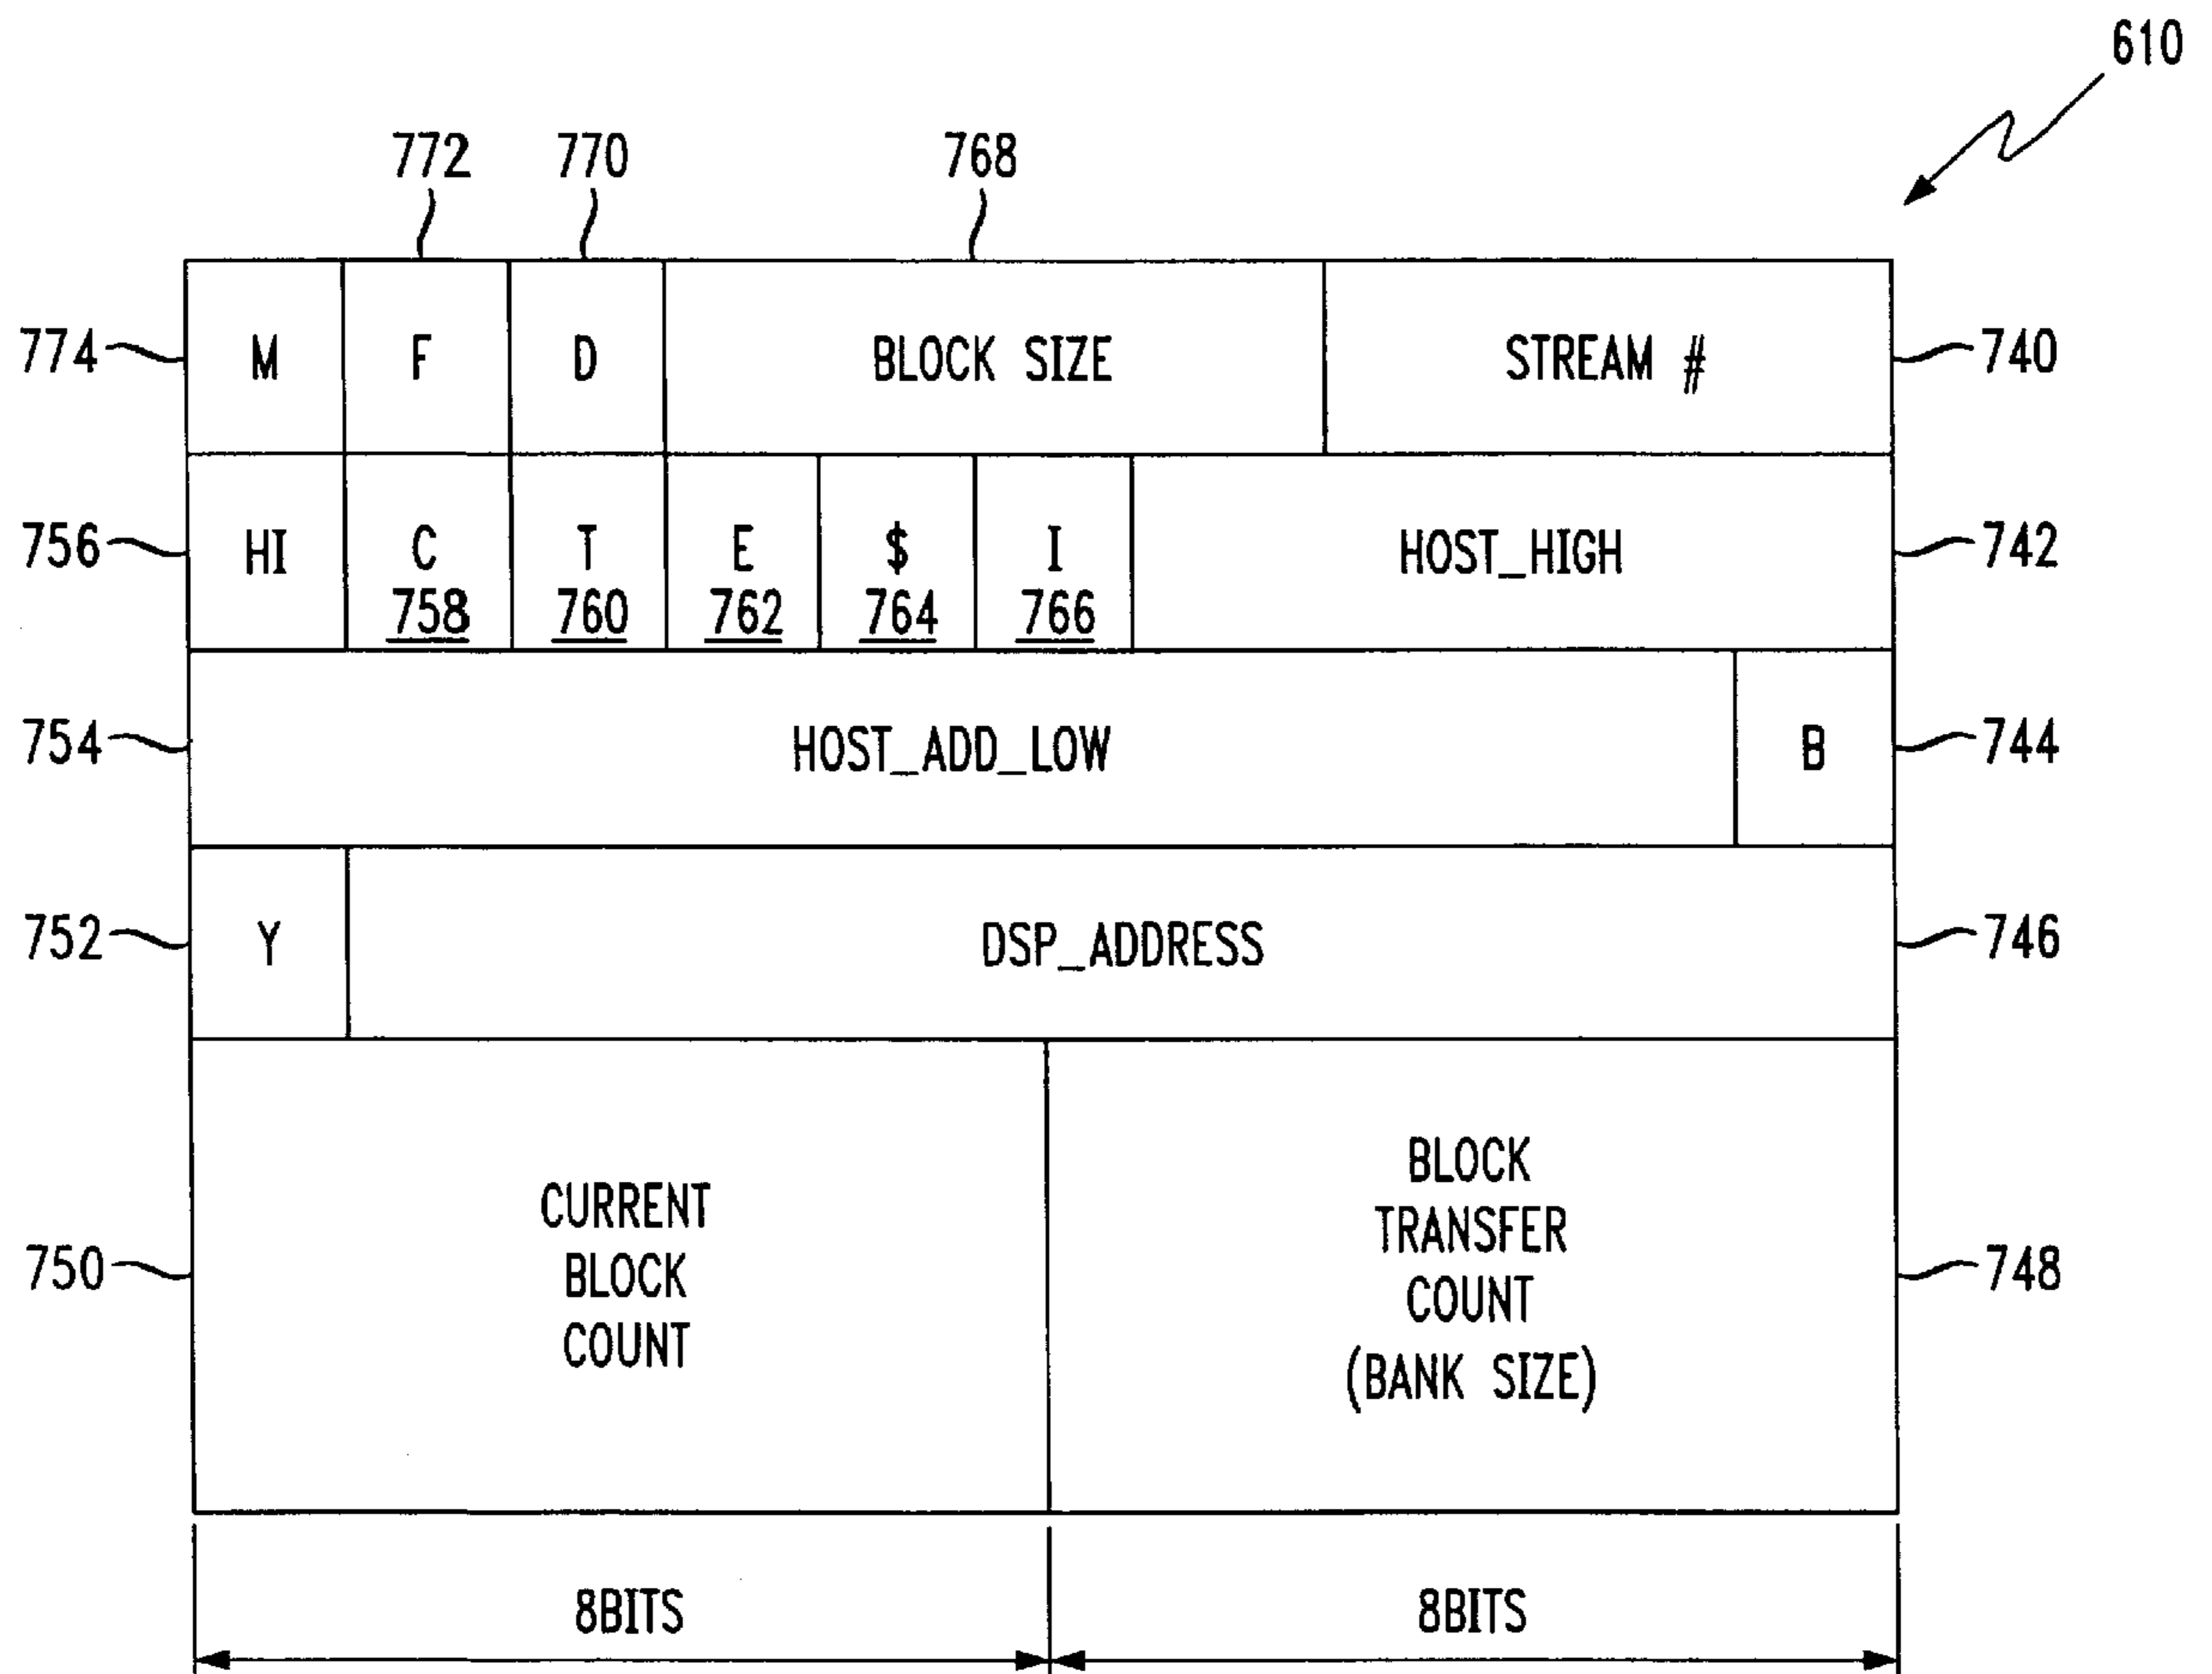 610
772 770 768
774 M F D BLOCK SIZE STREAM # 740
756 HI C T E $ I HOST_HIGH 742
758 760 762 764 766
754 HOST_ADD_LOW B 744
752 Y DSP_ADDRESS 746
750 CURRENT
BLOCK
COUNT
BLOCK
TRANSFER
COUNT
(BANK SIZE) 748
8BITS 8BITS